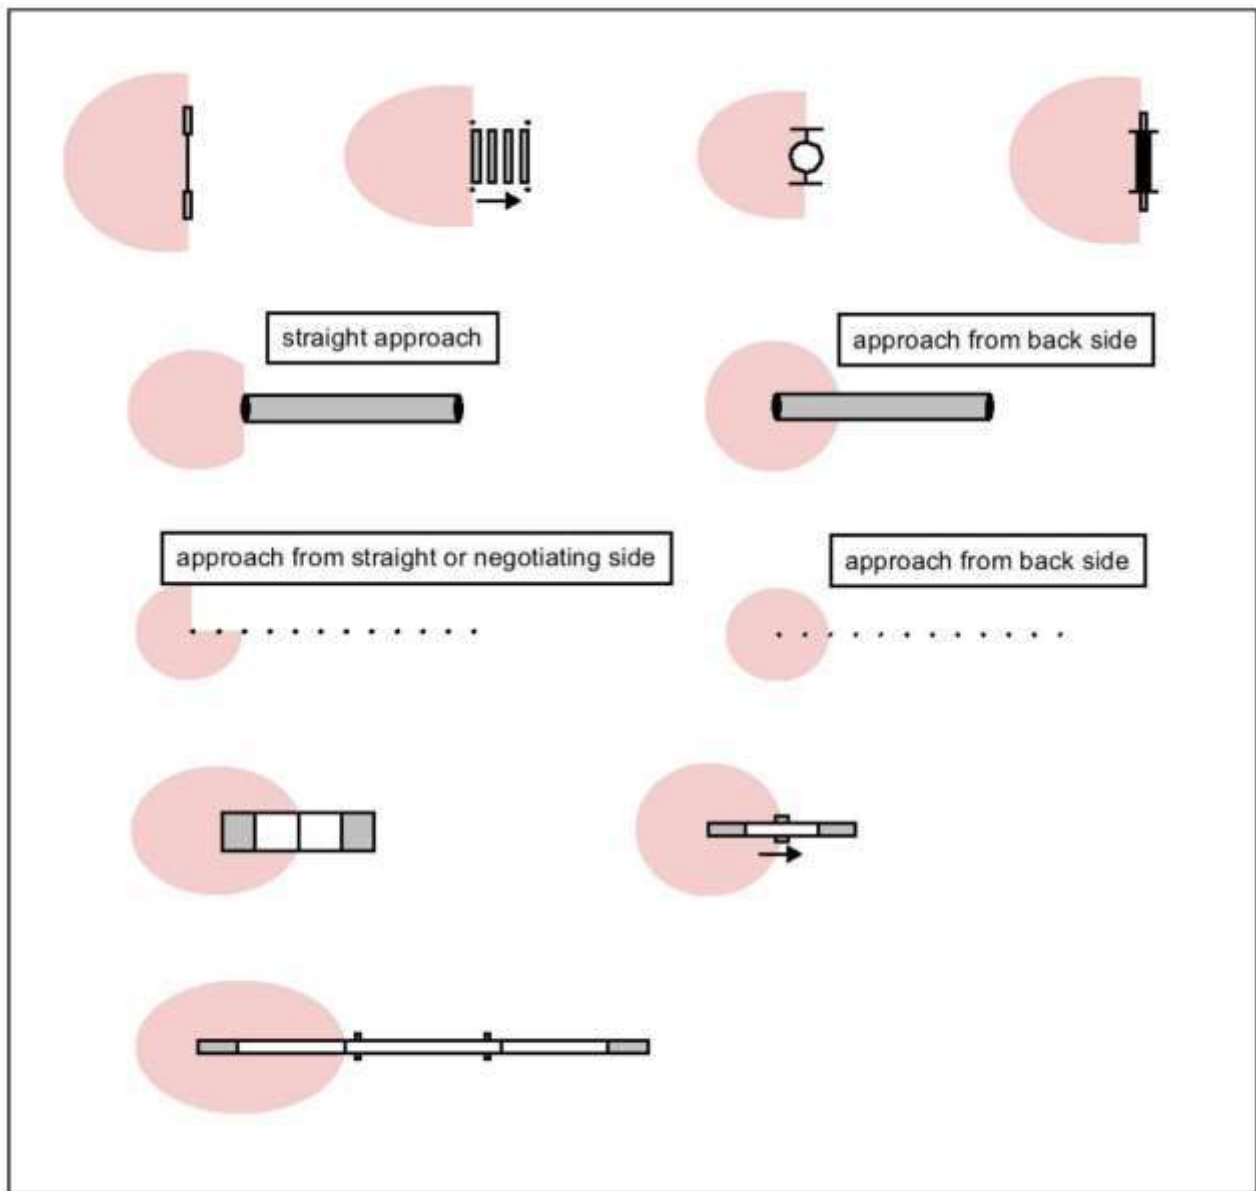 straight approach
approach from back side
approach from straight or negotiating side
approach from back side